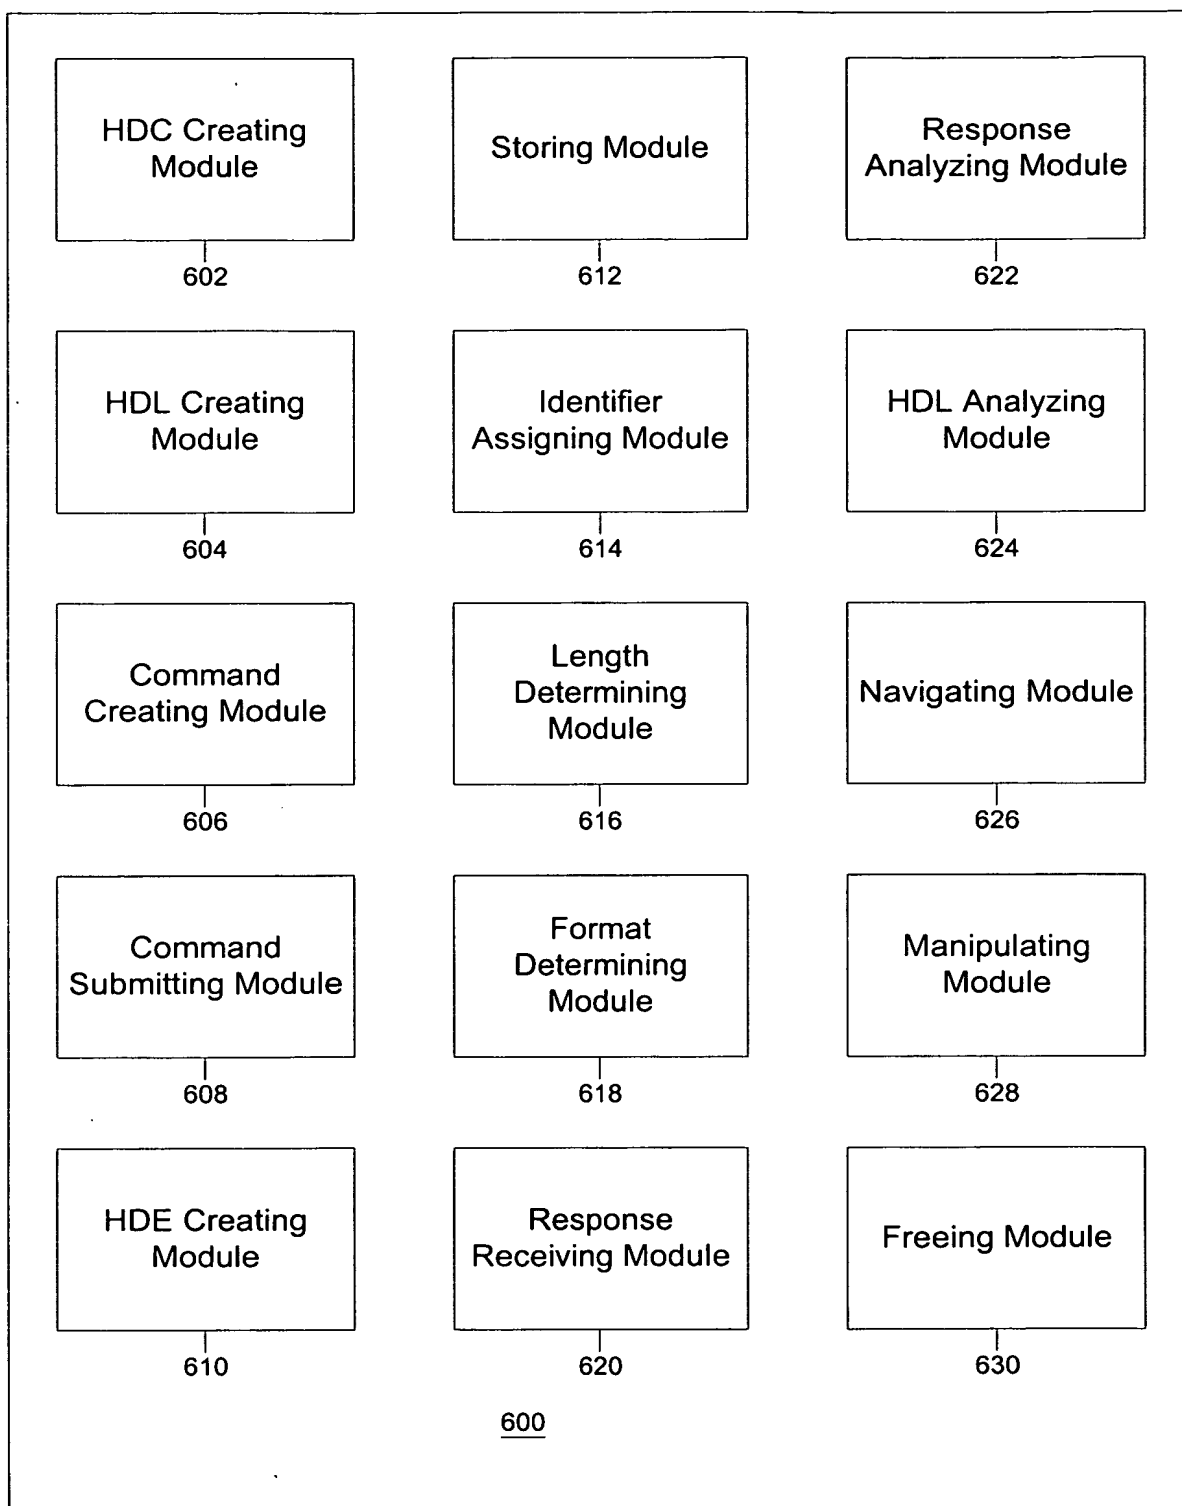 HDC Creating
Module
602
Storing Module
612
Response
Analyzing Module
622
HDL Creating
Module
604
Identifier
Assigning Module
614
HDL Analyzing
Module
624
Command
Creating Module
606
Length
Determining
Module
616
Navigating Module
626
Command
Submitting Module
608
Format
Determining
Module
618
Manipulating
Module
628
HDE Creating
Module
610
Response
Receiving Module
620
Freeing Module
630
600